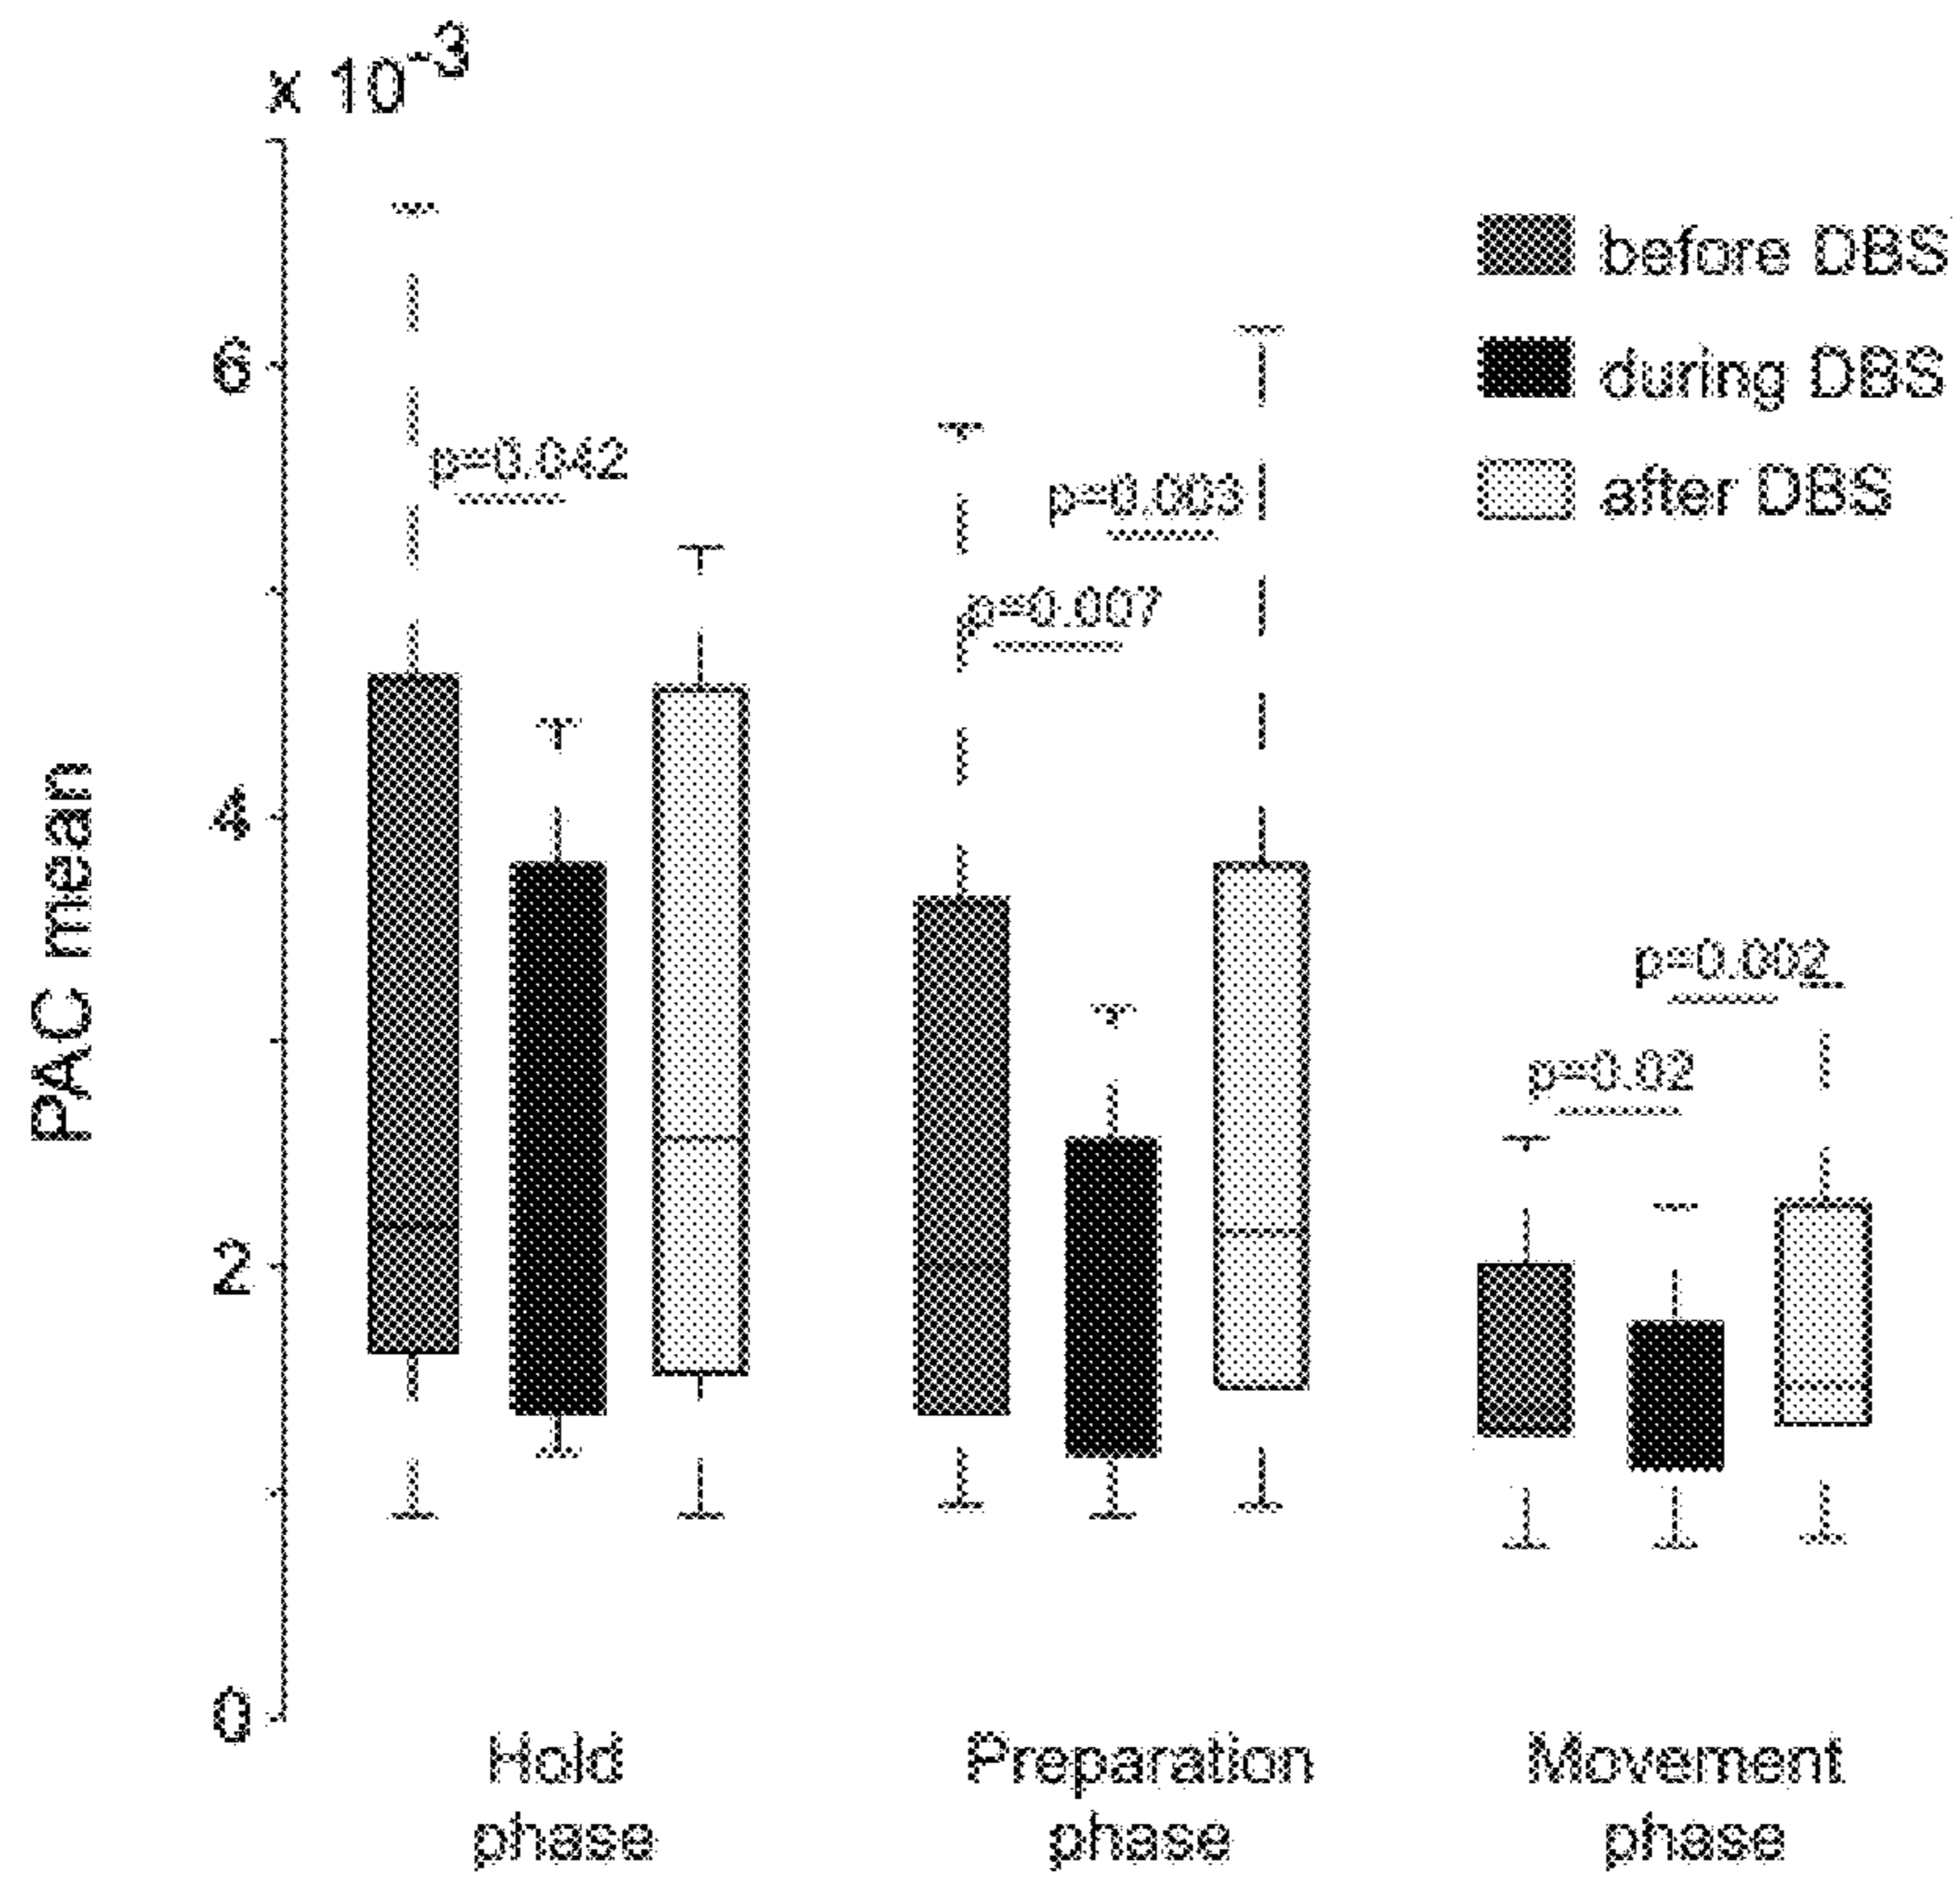 x 10-3
6
4
2
0
PAC mean
p=0.042
p=0.003
p=0.007
p=0.002
p=0.02
before DBS
during DBS
after DBS
Hold
phase
Preparation
phase
Movement
phase